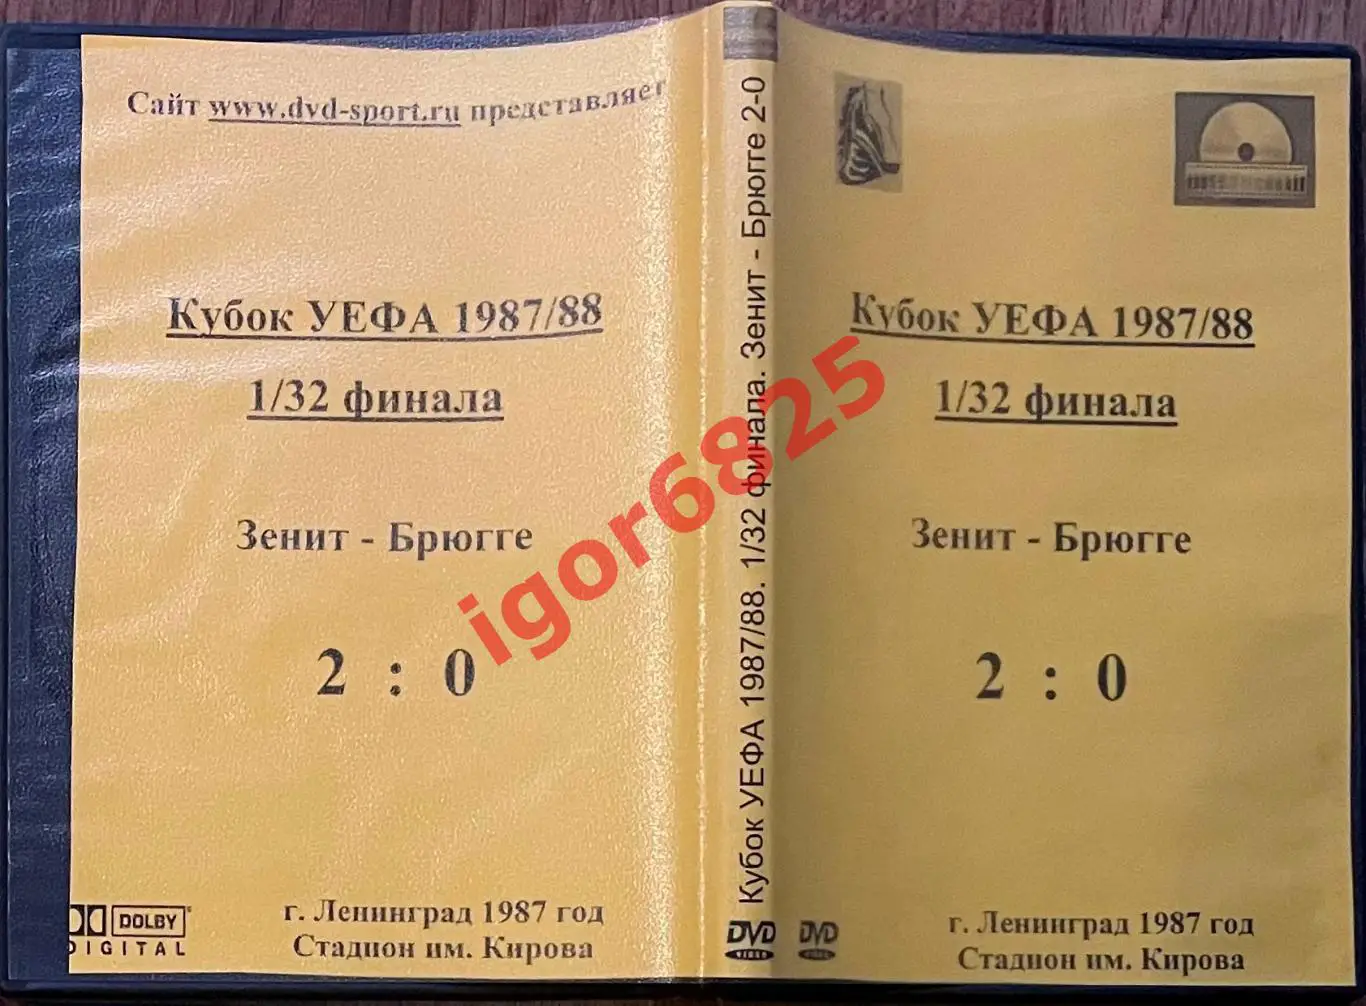 Сайт www.dvd-sport.ru представляет
Кубок УЕФА 1987/88
1/32 финала
Зенит - Брюгге
2 : 0
DOLBY
DIGITAL
г. Ленинград 1987 год
Стадион им. Кирова
Кубок УЕФА 1987/88. 1/32 финала. Зенит - Брюгге 2-0
DVD
VIDEO
Кубок УЕФА 1987/88
1/32 финала
Зенит - Брюгге
2 : 0
DVD
VIDEO
г. Ленинград 1987 год
Стадион им. Кирова
igor6825